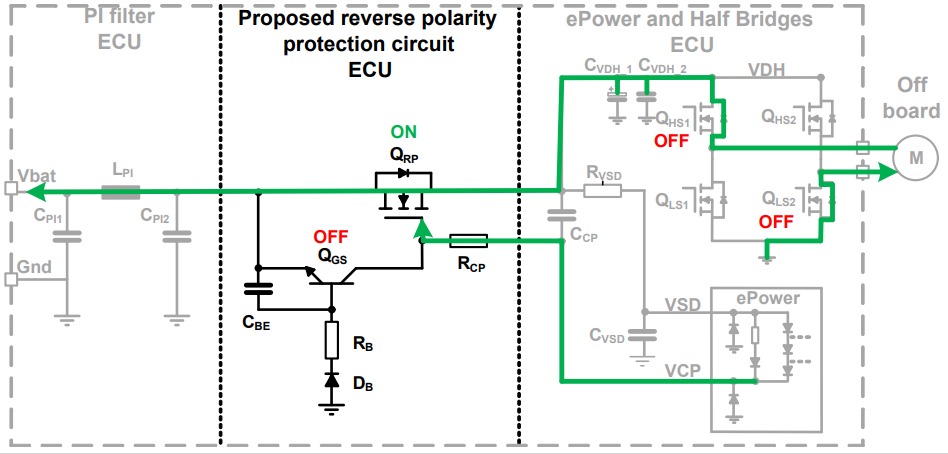 PI filter
ECU
Proposed reverse polarity
protection circuit
ECU
ePower and Half Bridges
ECU
Off
board
Vbat
LPI
CPI1
CPI2
Gnd
ON
QRP
OFF
QGS
CBE
RB
DB
RCP
CVDH_1
CVDH_2
VDH
QHS1
OFF
QHS2
M
RVSD
QLS1
QLS2
OFF
CCP
CVSD
VSD
ePower
VCP
+